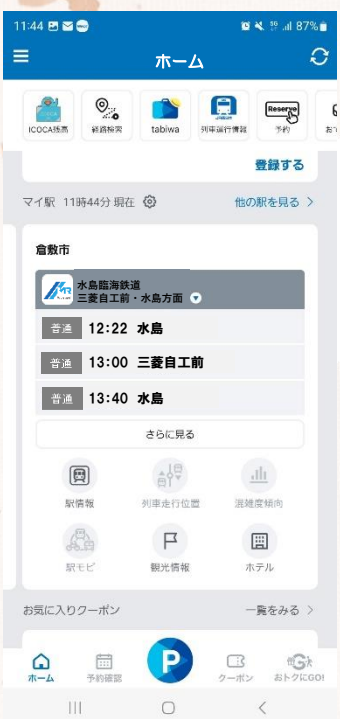 11:44 87%
ホーム
ICOCA残高 経路検索 tabiwa 列車運行情報 Reserve 予約
登録する
マイ駅 11時44分 現在 他の駅を見る
倉敷市
水島臨海鉄道
三菱自工前・水島方面
普通 12:22 水島
普通 13:00 三菱自工前
普通 13:40 水島
さらに見る
駅情報 列車走行位置 混雑度傾向
駅ナビ 観光情報 ホテル
お気に入りクーポン 一覧をみる
P
ホーム 予約確認 クーポン おトクにGO!